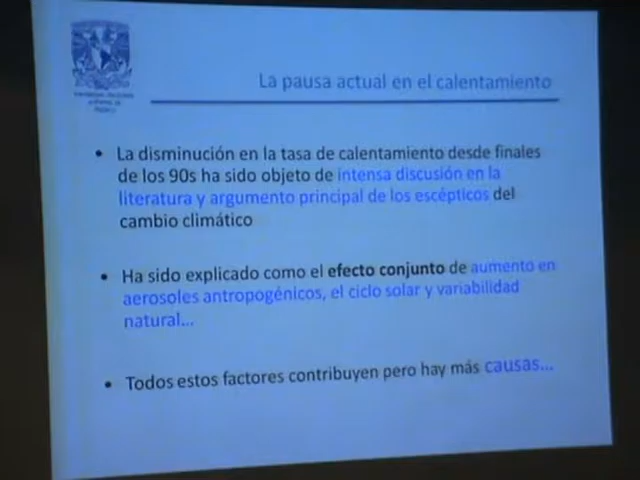 La pausa actual en el calentamiento
• La disminución en la tasa de calentamiento desde finales
de los 90s ha sido objeto de intensa discusión en la
literatura y argumento principal de los escépticos del
cambio climático
• Ha sido explicado como el efecto conjunto de aumento en
aerosoles antropogénicos, el ciclo solar y variabilidad
natural...
• Todos estos factores contribuyen pero hay más causas...